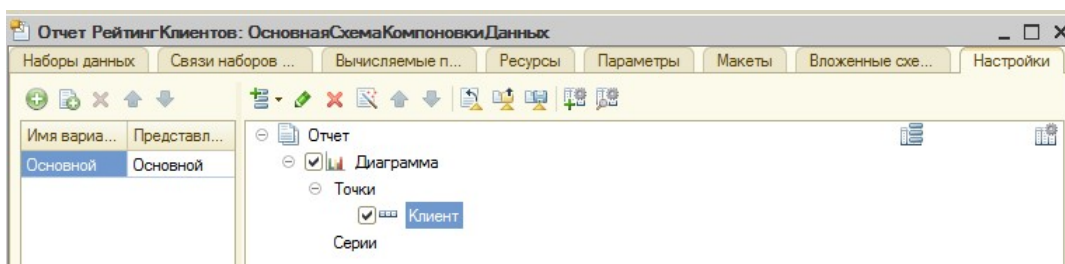 Отчет РейтингКлиентов: ОсновнаяСхемаКомпоновкиДанных
Наборы данных Связи наборов ... Вычисляемые п... Ресурсы Параметры Макеты Вложенные схе... Настройки
Имя вариа... Представл...
Основной Основной
Отчет
Диаграмма
Точки
Клиент
Серии